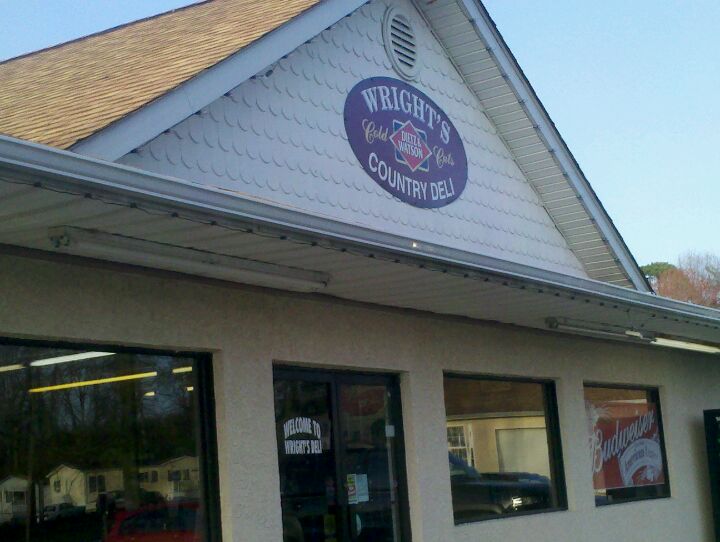 WRIGHT'S
Cold Cuts
DIETZ &
WATSON
COUNTRY DELI
WELCOME TO
WRIGHT'S DELI
Budweiser